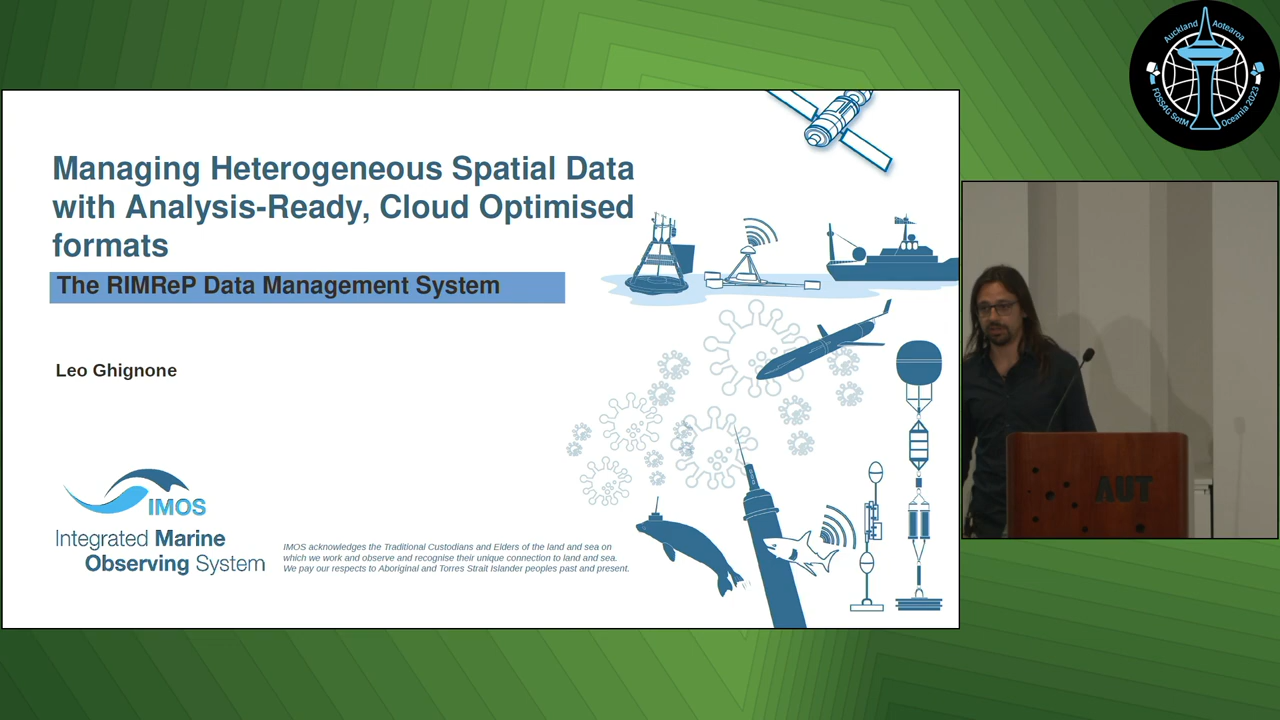 Managing Heterogeneous Spatial Data
with Analysis-Ready, Cloud Optimised
formats
The RIMReP Data Management System
Leo Ghignone
IMOS
Integrated Marine
Observing System
IMOS acknowledges the Traditional Custodians and Elders of the land and sea on
which we work and observe and recognise their unique connection to land and sea.
We pay our respects to Aboriginal and Torres Strait Islander peoples past and present.
Auckland Aotearoa
FOSS4G SotM Oceania 2023
AUT